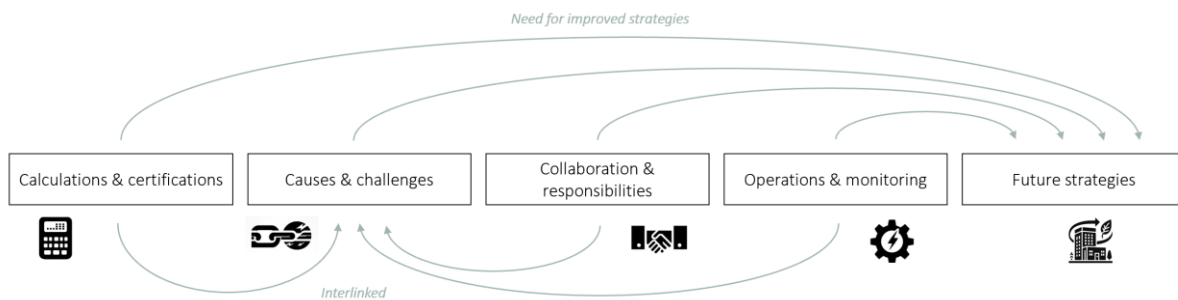 Need for improved strategies
Calculations & certifications
Causes & challenges
Collaboration &
responsibilities
Operations & monitoring
Future strategies
Interlinked